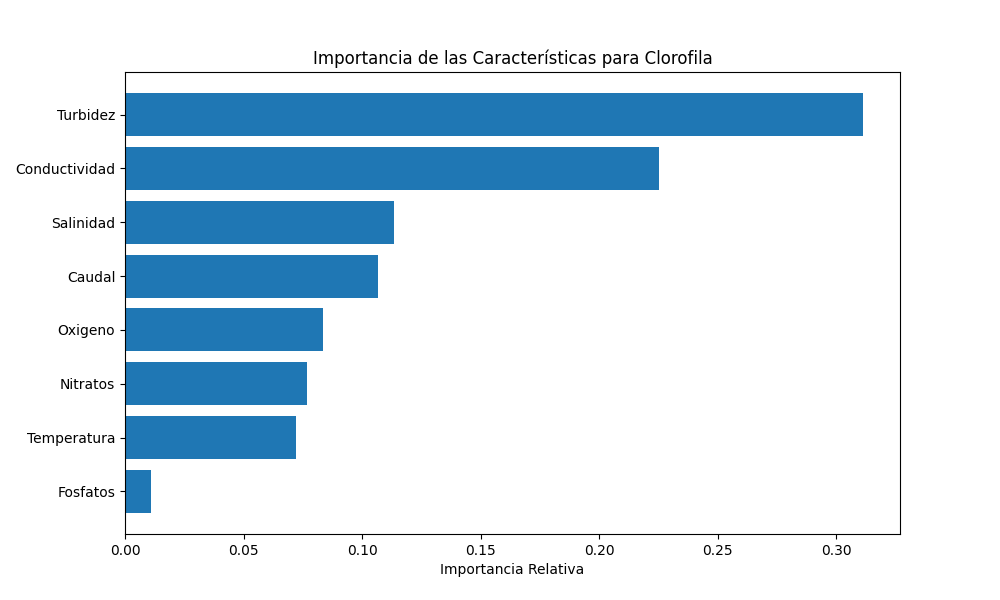 Importancia de las Características para Clorofila
Turbidez
Conductividad
Salinidad
Caudal
Oxigeno
Nitratos
Temperatura
Fosfatos
0.00 0.05 0.10 0.15 0.20 0.25 0.30
Importancia Relativa